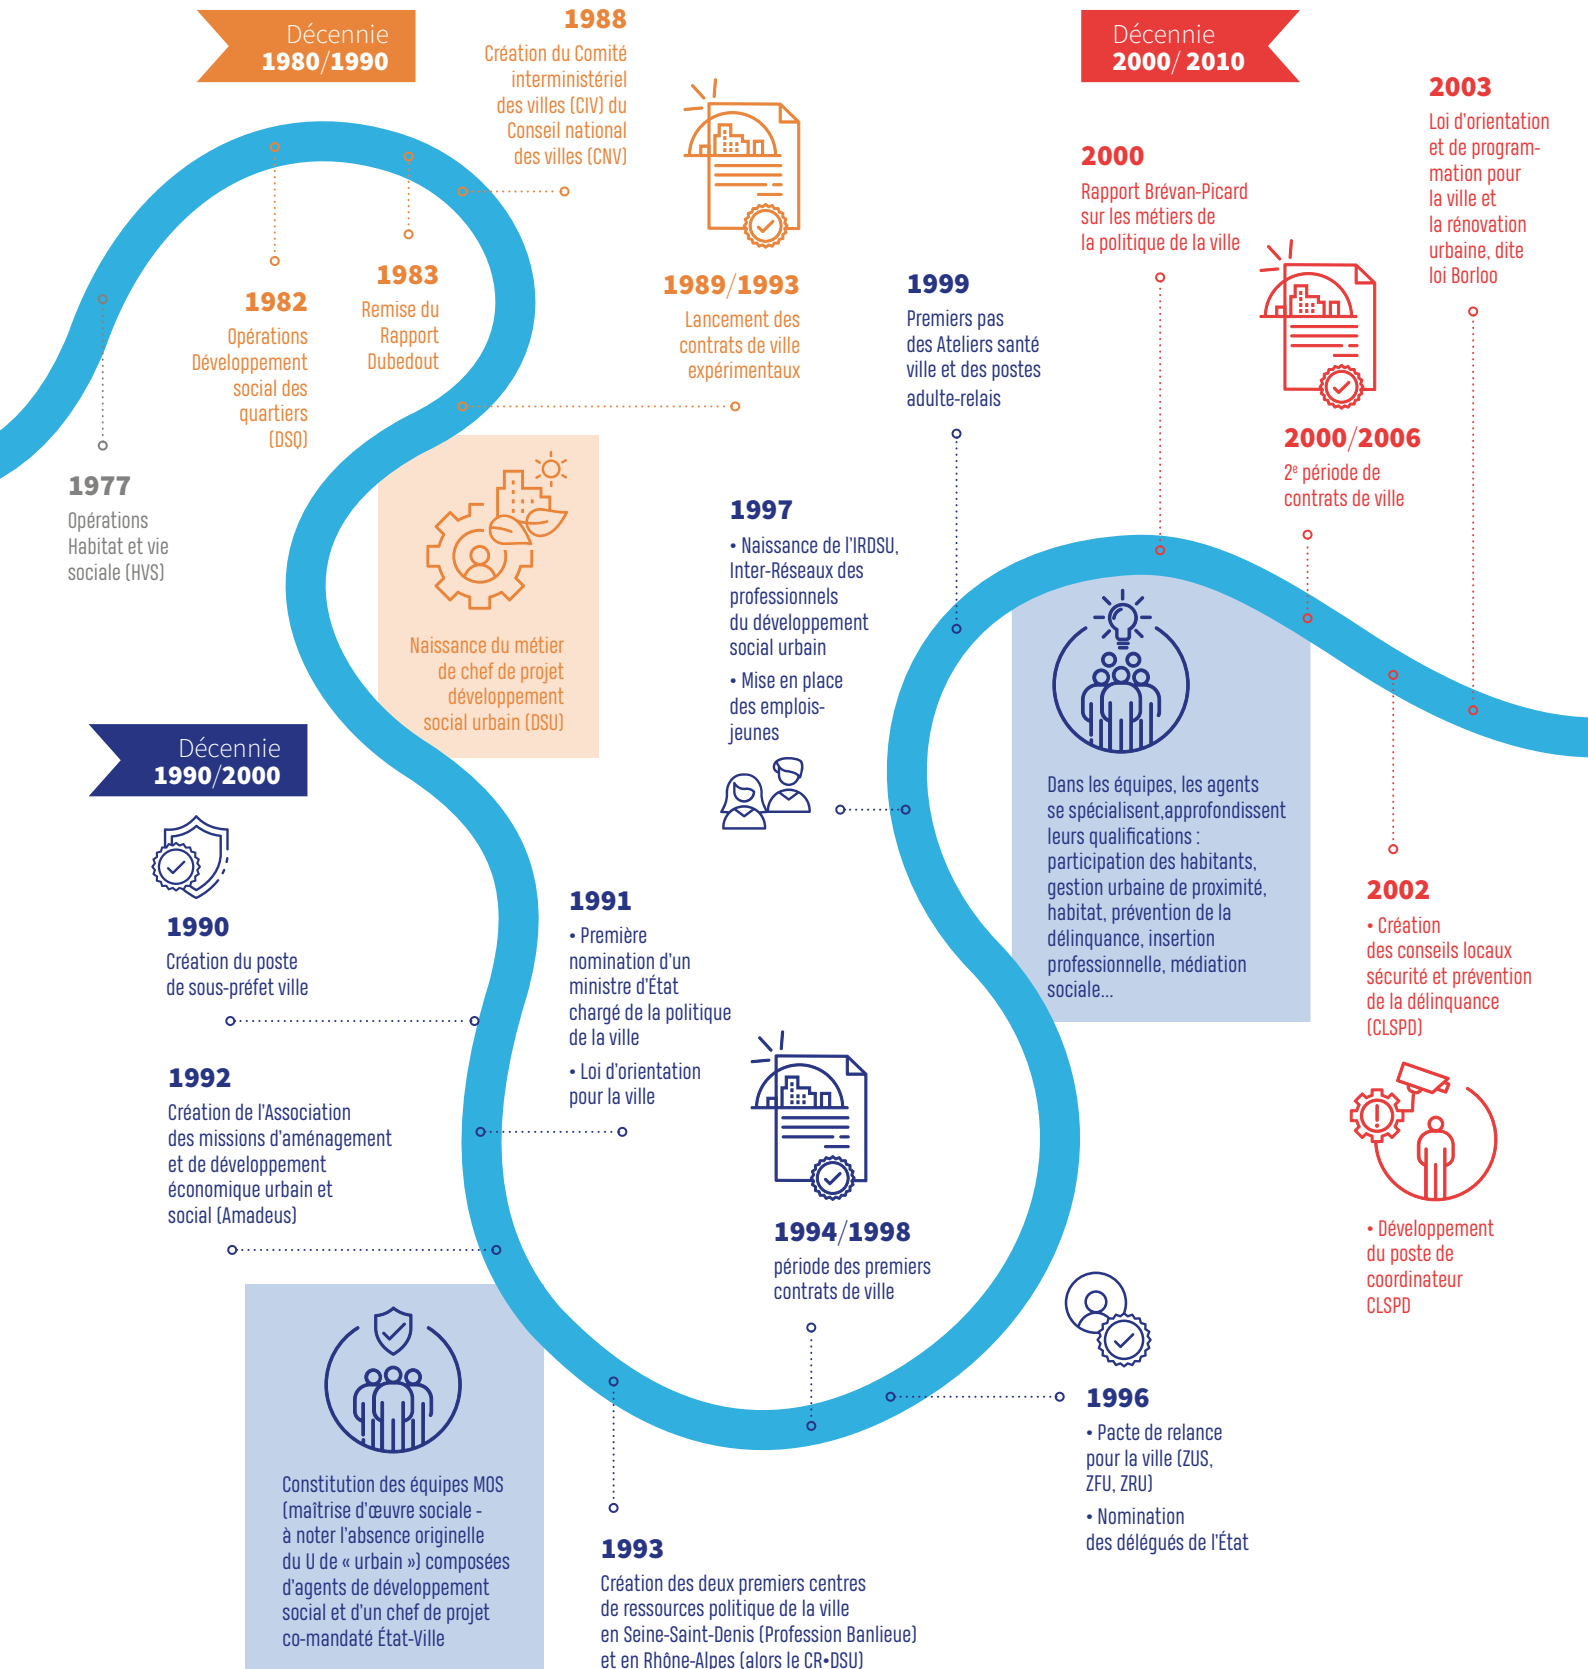 Décennie
1980/1990
1977
Opérations
Habitat et vie
sociale (HVS)
1982
Opérations
Développement
social des
quartiers
(DSQ)
1983
Remise du
Rapport
Dubedout
1988
Création du Comité
interministériel
des villes (CIV) du
Conseil national
des villes (CNV)
1989/1993
Lancement des
contrats de ville
expérimentaux
Naissance du métier
de chef de projet
développement
social urbain (DSU)
Décennie
1990/2000
1990
Création du poste
de sous-préfet ville
1991
• Première
nomination d'un
ministre d'État
chargé de la politique
de la ville
• Loi d'orientation
pour la ville
1992
Création de l'Association
des missions d'aménagement
et de développement
économique urbain et
social (Amadeus)
Constitution des équipes MOS
(maîtrise d'œuvre sociale -
à noter l'absence originelle
du U de « urbain ») composées
d'agents de développement
social et d'un chef de projet
co-mandaté État-Ville
1993
Création des deux premiers centres
de ressources politique de la ville
en Seine-Saint-Denis (Profession Banlieue)
et en Rhône-Alpes (alors le CR•DSU)
1994/1998
période des premiers
contrats de ville
1996
• Pacte de relance
pour la ville (ZUS,
ZFU, ZRU)
• Nomination
des délégués de l'État
1997
• Naissance de l'IRDSU,
Inter-Réseaux des
professionnels
du développement
social urbain
• Mise en place
des emplois-
jeunes
1999
Premiers pas
des Ateliers santé
ville et des postes
adulte-relais
Dans les équipes, les agents
se spécialisent,approfondissent
leurs qualifications :
participation des habitants,
gestion urbaine de proximité,
habitat, prévention de la
délinquance, insertion
professionnelle, médiation
sociale...
Décennie
2000/ 2010
2000
Rapport Brévan-Picard
sur les métiers de
la politique de la ville
2000/2006
2e période de
contrats de ville
2002
• Création
des conseils locaux
sécurité et prévention
de la délinquance
(CLSPD)
• Développement
du poste de
coordinateur
CLSPD
2003
Loi d'orientation
et de program-
mation pour
la ville et
la rénovation
urbaine, dite
loi Borloo